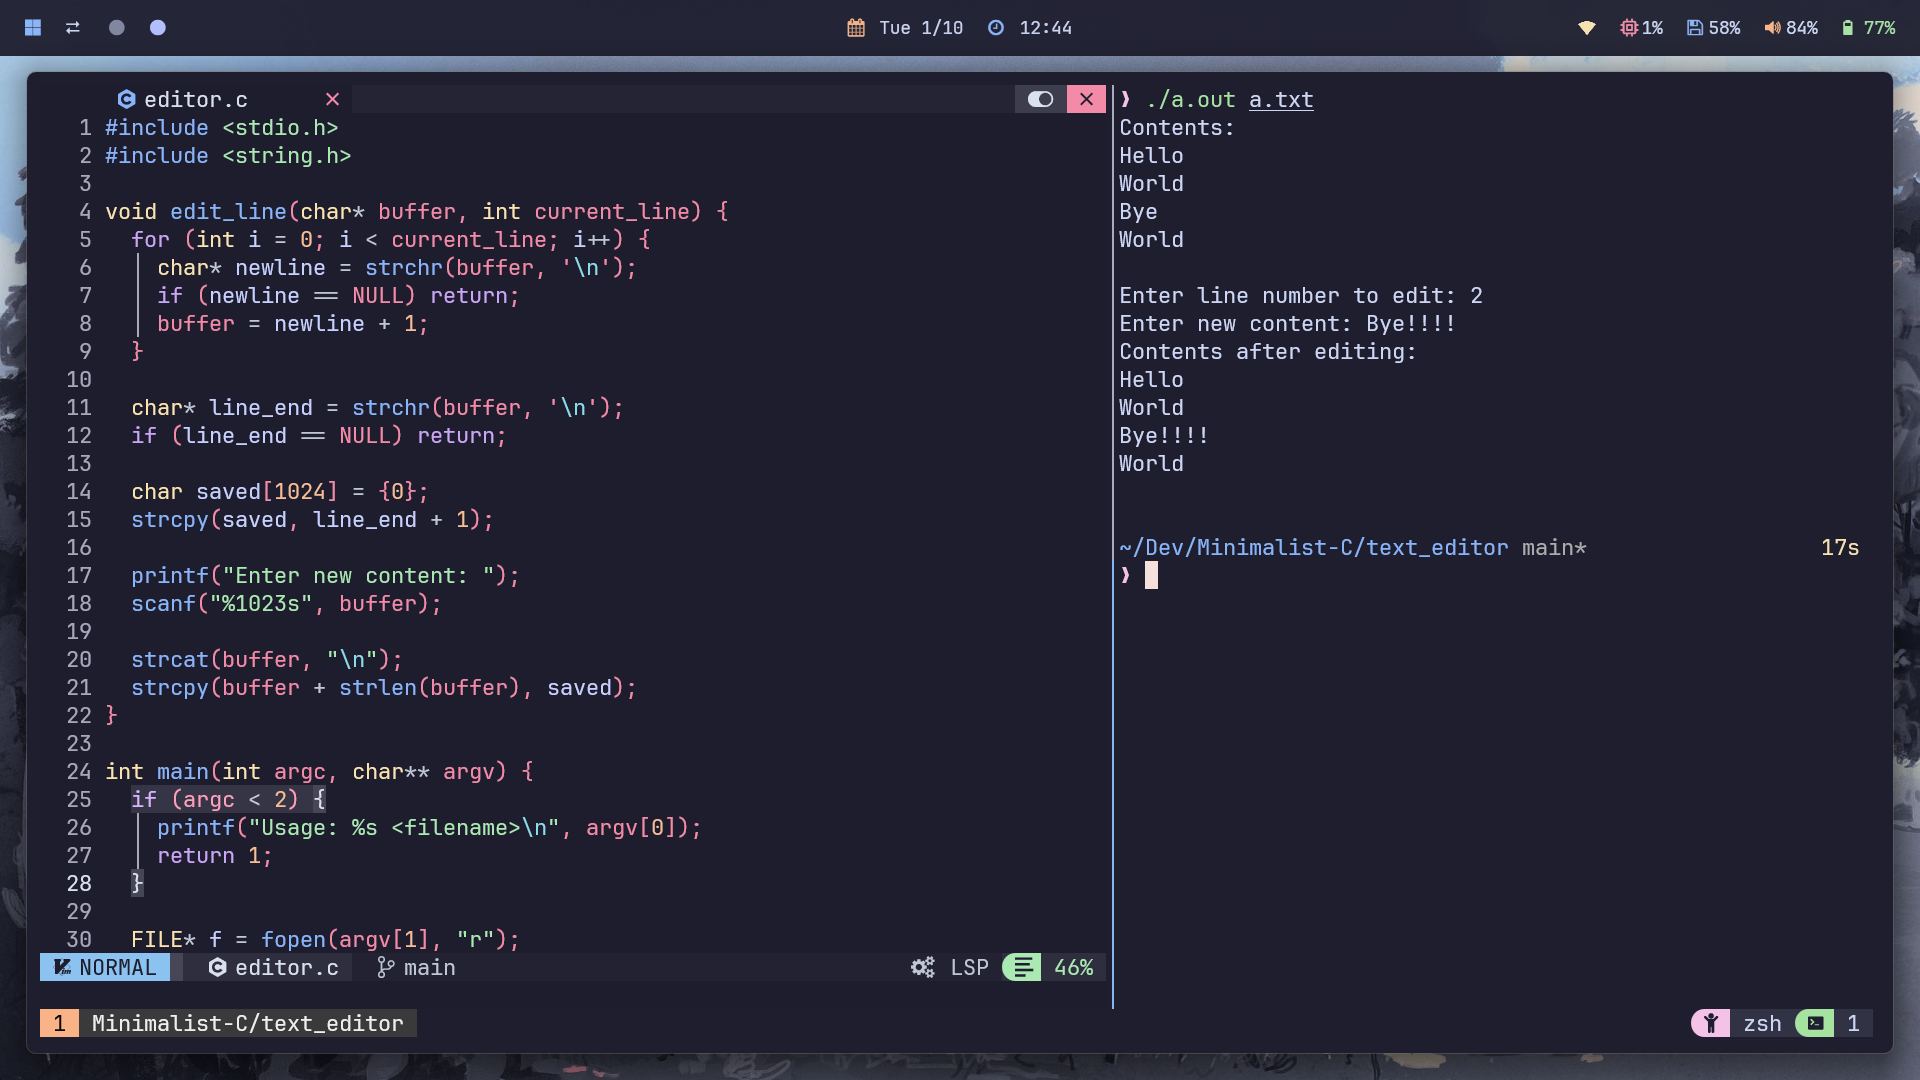 Tue 1/10 12:44 1% 58% 84% 77%
editor.c
1 #include <stdio.h>
2 #include <string.h>
3
4 void edit_line(char* buffer, int current_line) {
5 for (int i = 0; i < current_line; i++) {
6 char* newline = strchr(buffer, '\n');
7 if (newline == NULL) return;
8 buffer = newline + 1;
9 }
10
11 char* line_end = strchr(buffer, '\n');
12 if (line_end == NULL) return;
13
14 char saved[1024] = {0};
15 strcpy(saved, line_end + 1);
16
17 printf("Enter new content: ");
18 scanf("%1023s", buffer);
19
20 strcat(buffer, "\n");
21 strcpy(buffer + strlen(buffer), saved);
22 }
23
24 int main(int argc, char** argv) {
25 if (argc < 2) {
26 printf("Usage: %s <filename>\n", argv[0]);
27 return 1;
28 }
29
30 FILE* f = fopen(argv[1], "r");
NORMAL editor.c main LSP 46%
❯ ./a.out a.txt
Contents:
Hello
World
Bye
World
Enter line number to edit: 2
Enter new content: Bye!!!!
Contents after editing:
Hello
World
Bye!!!!
World
~/Dev/Minimalist-C/text_editor main* 17s
❯
1 Minimalist-C/text_editor zsh 1